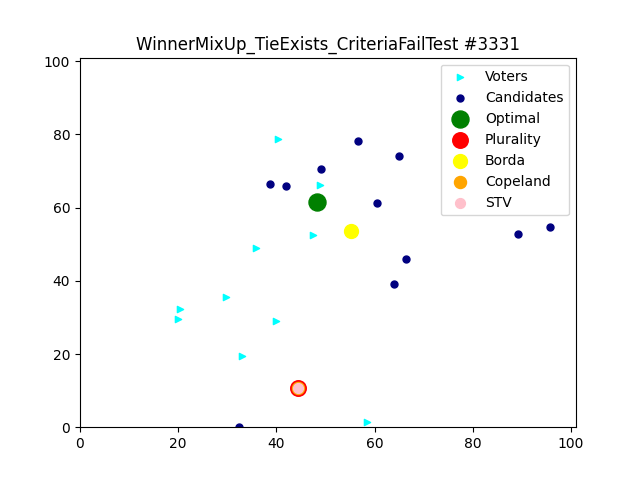 WinnerMixUp_TieExists_CriteriaFailTest #3331
100
80
60
40
20
0
0
20
40
60
80
100
Voters
Candidates
Optimal
Plurality
Borda
Copeland
STV